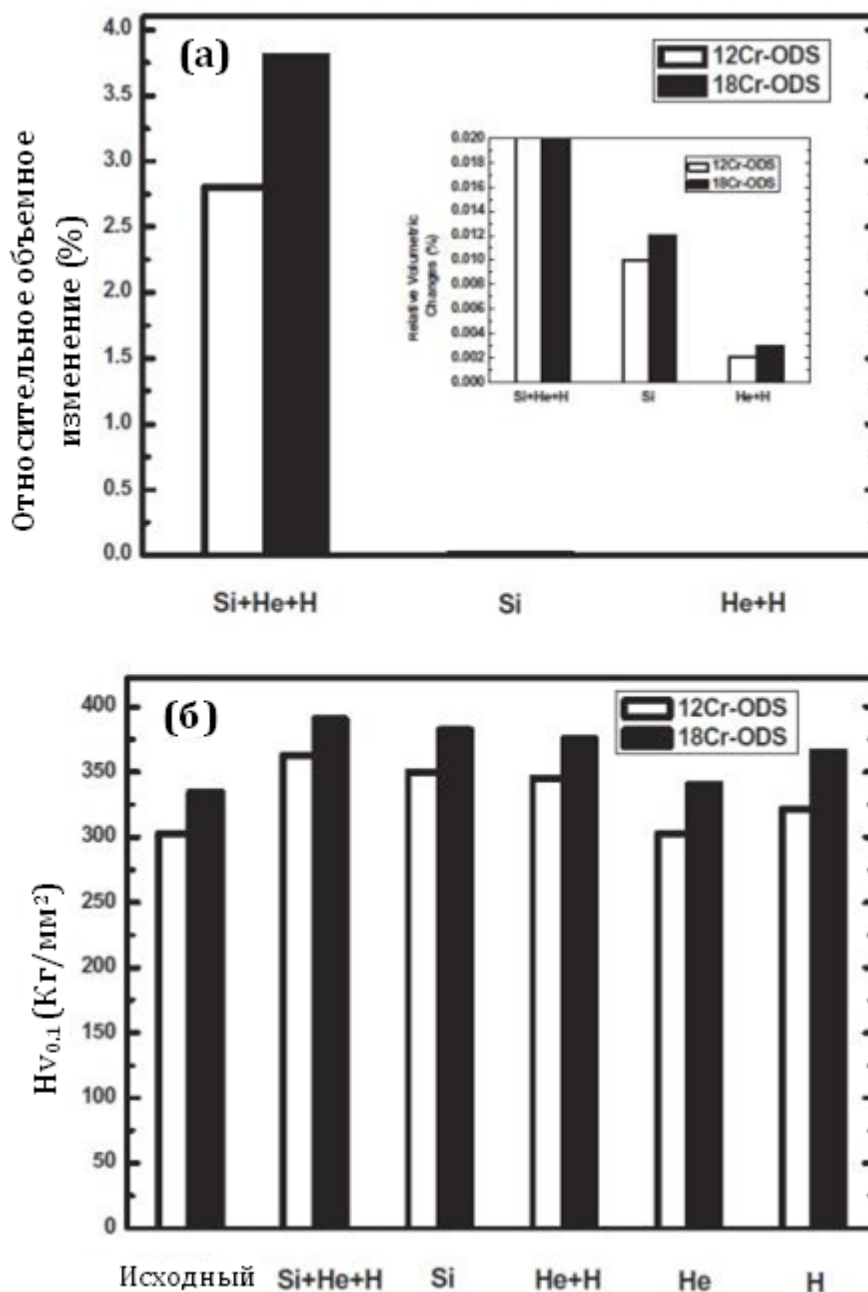 (а)
12Cr-ODS
18Cr-ODS
Относительное объемное
изменение (%)
4.0
3.5
3.0
2.5
2.0
1.5
1.0
0.5
0.0
Relative Volumetric
Changes (%)
0.020
0.018
0.016
0.014
0.012
0.010
0.008
0.006
0.004
0.002
0.000
12Cr-ODS
18Cr-ODS
Si+He+H Si He+H
Si+He+H Si He+H
(б)
12Cr-ODS
18Cr-ODS
Hv0.1 (Кг/мм²)
400
350
300
250
200
150
100
50
0
Исходный Si+He+H Si He+H He H